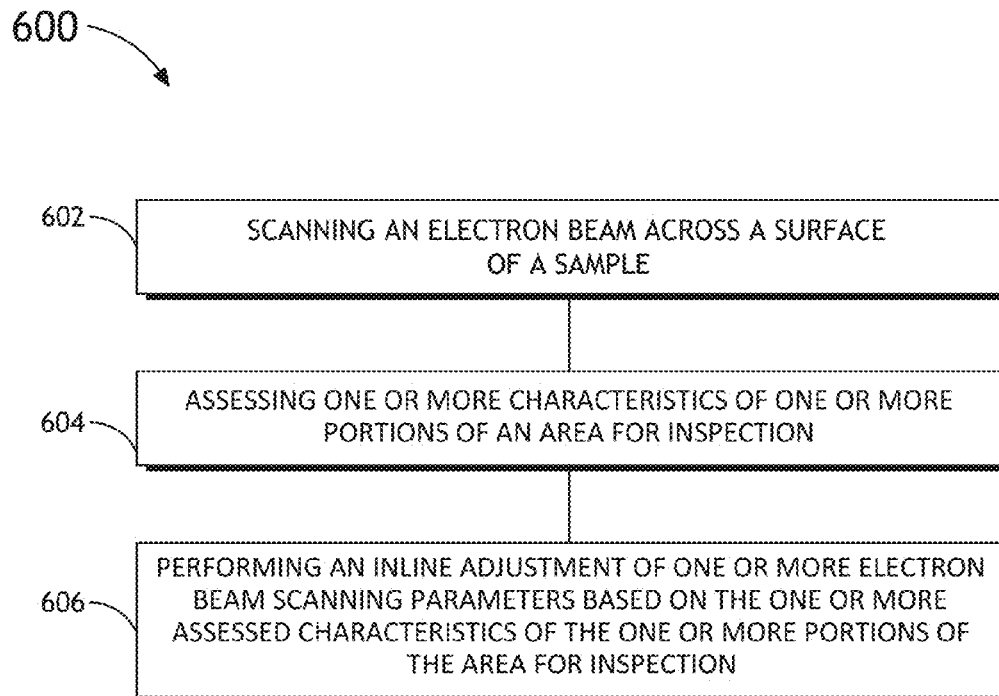 600
602
SCANNING AN ELECTRON BEAM ACROSS A SURFACE
OF A SAMPLE
604
ASSESSING ONE OR MORE CHARACTERISTICS OF ONE OR MORE
PORTIONS OF AN AREA FOR INSPECTION
606
PERFORMING AN INLINE ADJUSTMENT OF ONE OR MORE ELECTRON
BEAM SCANNING PARAMETERS BASED ON THE ONE OR MORE
ASSESSED CHARACTERISTICS OF THE ONE OR MORE PORTIONS OF
THE AREA FOR INSPECTION